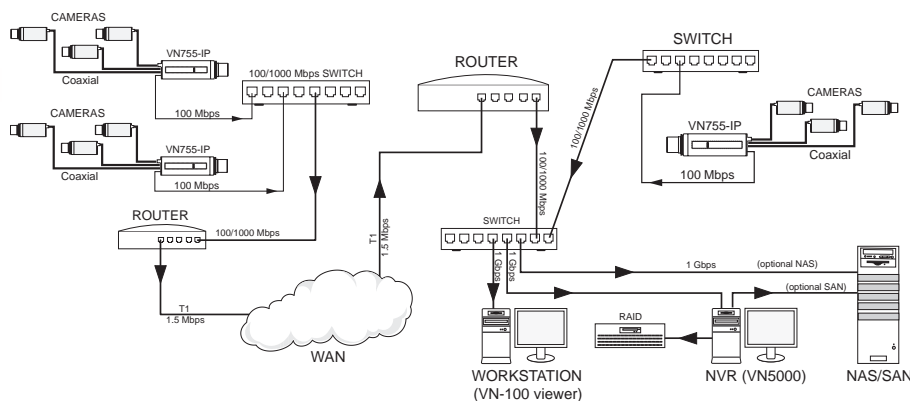 CAMERAS
VN755-IP
Coaxial
100/1000 Mbps SWITCH
100 Mbps
CAMERAS
VN755-IP
Coaxial
100 Mbps
ROUTER
100/1000 Mbps
T1
1.5 Mbps
WAN
T1
1.5 Mbps
ROUTER
100/1000 Mbps
SWITCH
100/1000 Mbps
CAMERAS
VN755-IP
Coaxial
100 Mbps
SWITCH
1 Gbps
1 Gbps
1 Gbps
(optional NAS)
(optional SAN)
RAID
WORKSTATION
(VN-100 viewer)
NVR (VN5000)
NAS/SAN